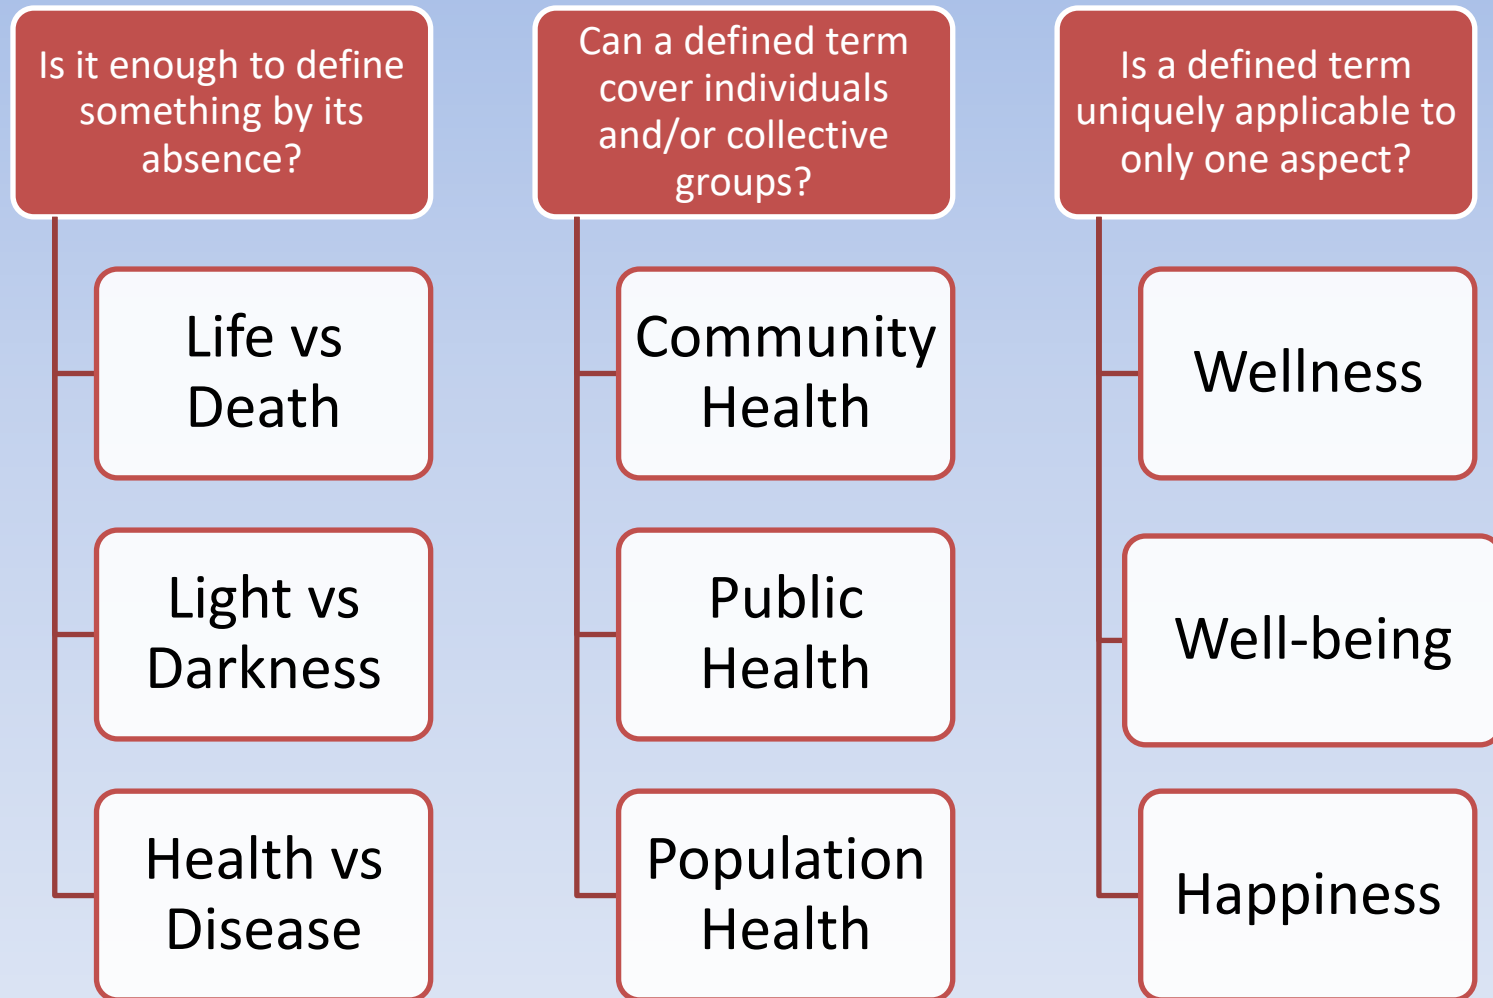 Is it enough to define
something by its
absence?
Life vs
Death
Light vs
Darkness
Health vs
Disease
Can a defined term
cover individuals
and/or collective
groups?
Community
Health
Public
Health
Population
Health
Is a defined term
uniquely applicable to
only one aspect?
Wellness
Well-being
Happiness